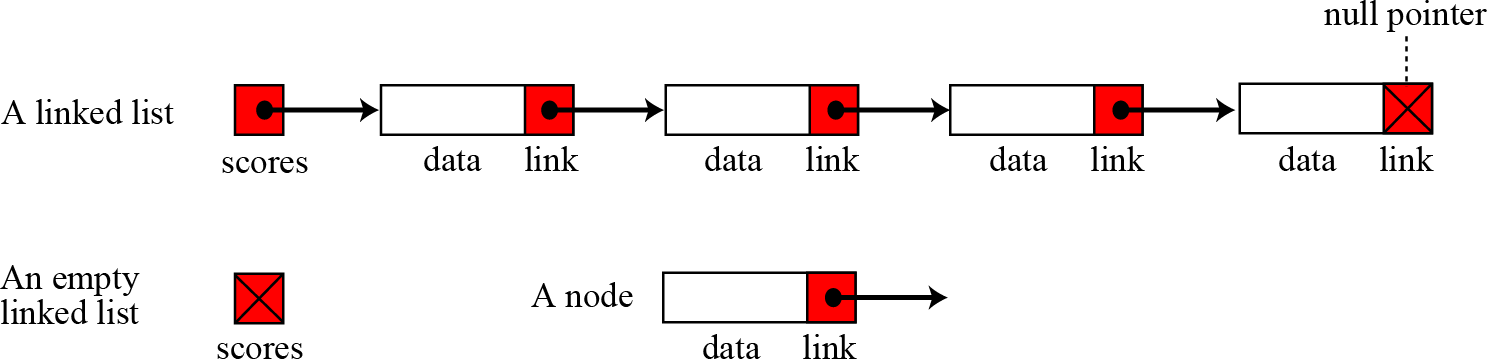 null pointer
A linked list
scores
data
link
data
link
data
link
data
link
An empty
linked list
scores
A node
data
link